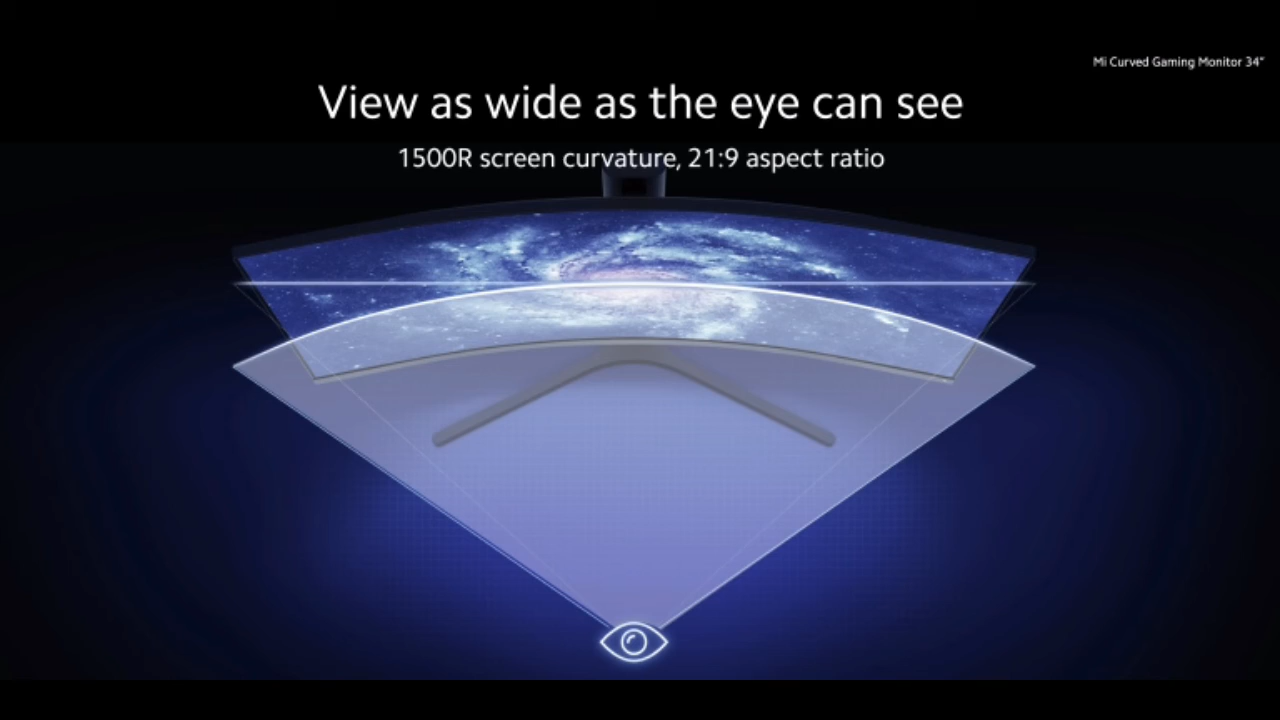 Mi Curved Gaming Monitor 34"
View as wide as the eye can see
1500R screen curvature, 21:9 aspect ratio